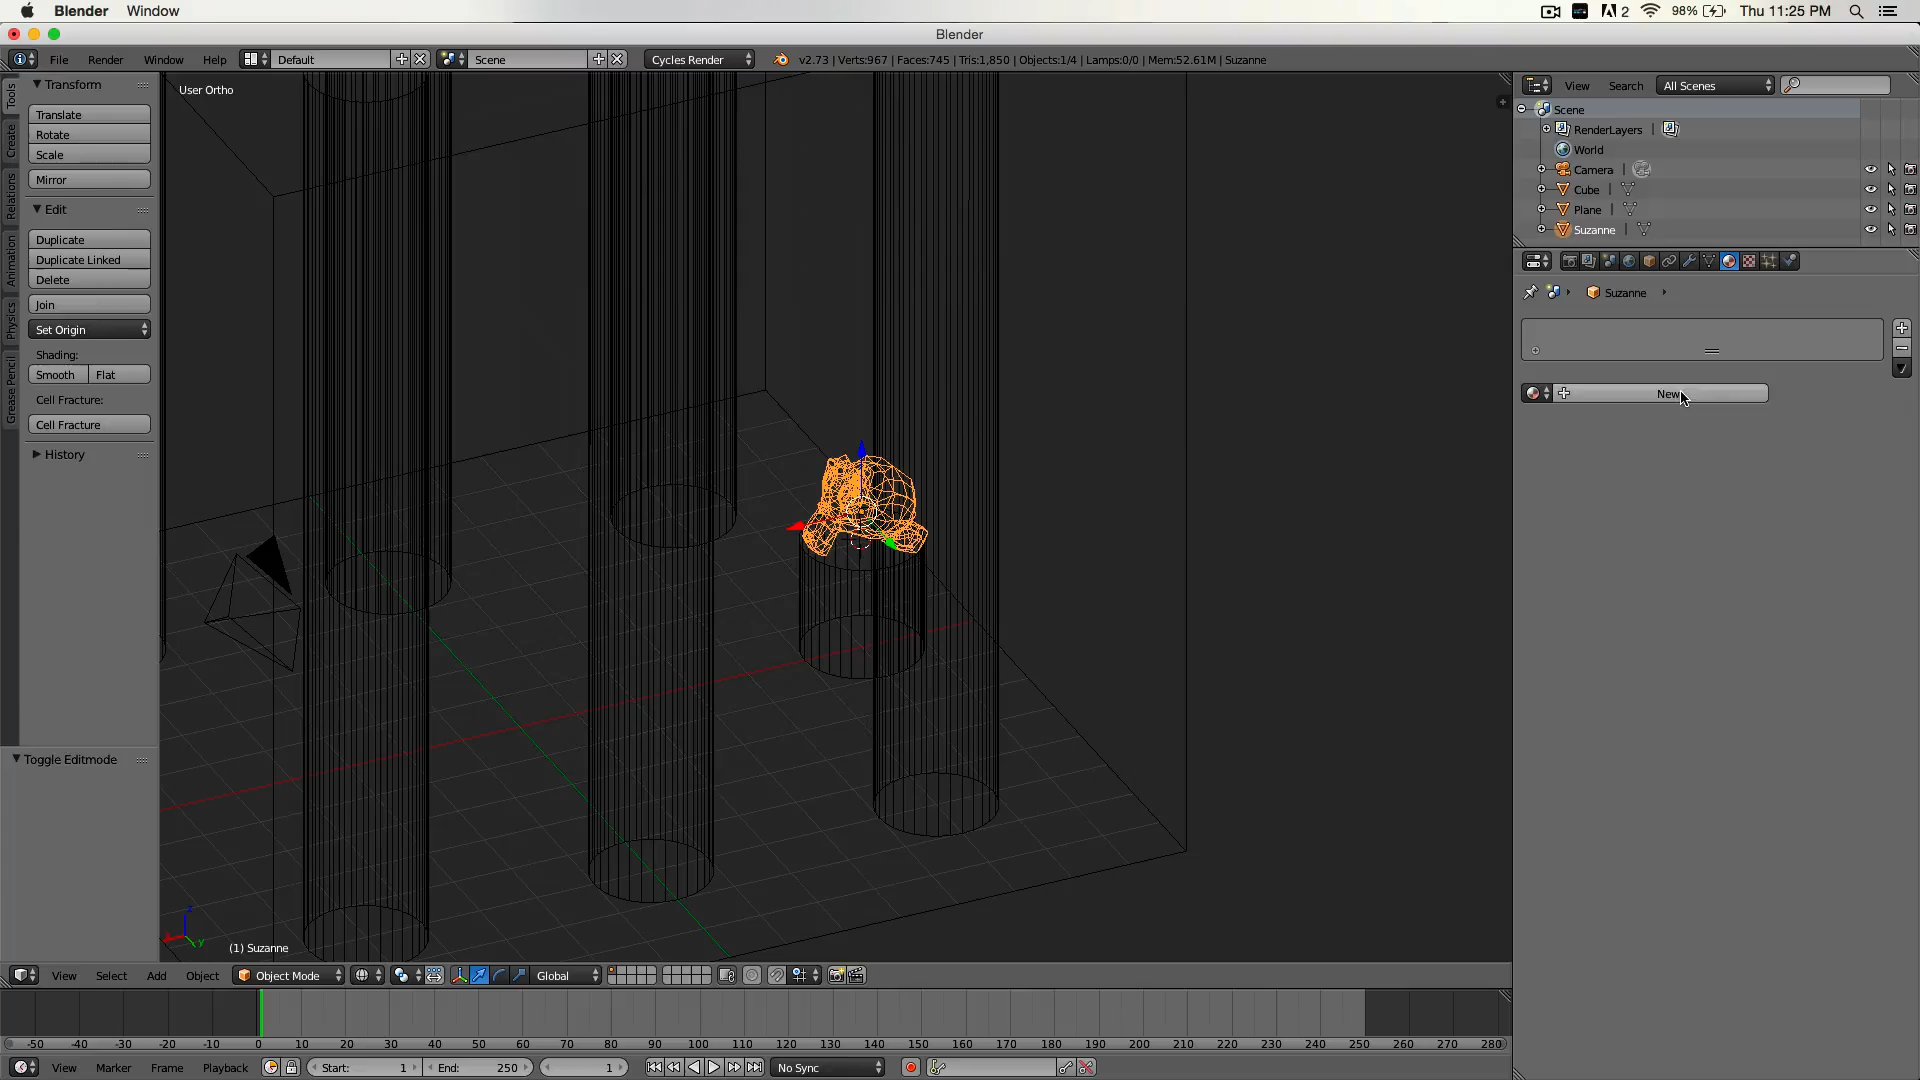 Blender Window
2 98% Thu 11:25 PM
Blender
File Render Window Help Default Scene Cycles Render v2.73 | Verts:967 | Faces:745 | Tris:1,850 | Objects:1/4 | Lamps:0/0 | Mem:52.61M | Suzanne
Tools
Create
Relations
Animation
Physics
Grease Pencil
Transform
Translate
Rotate
Scale
Mirror
Edit
Duplicate
Duplicate Linked
Delete
Join
Set Origin
Shading:
Smooth Flat
Cell Fracture:
Cell Fracture
History
Toggle Editmode
User Ortho
z
y
(1) Suzanne
View Search All Scenes
Scene
RenderLayers |
World
Camera |
Cube |
Plane |
Suzanne |
Suzanne
New
View Select Add Object Object Mode Global
-50 -40 -30 -20 -10 0 10 20 30 40 50 60 70 80 90 100 110 120 130 140 150 160 170 180 190 200 210 220 230 240 250 260 270 280
View Marker Frame Playback Start: 1 End: 250 1 No Sync